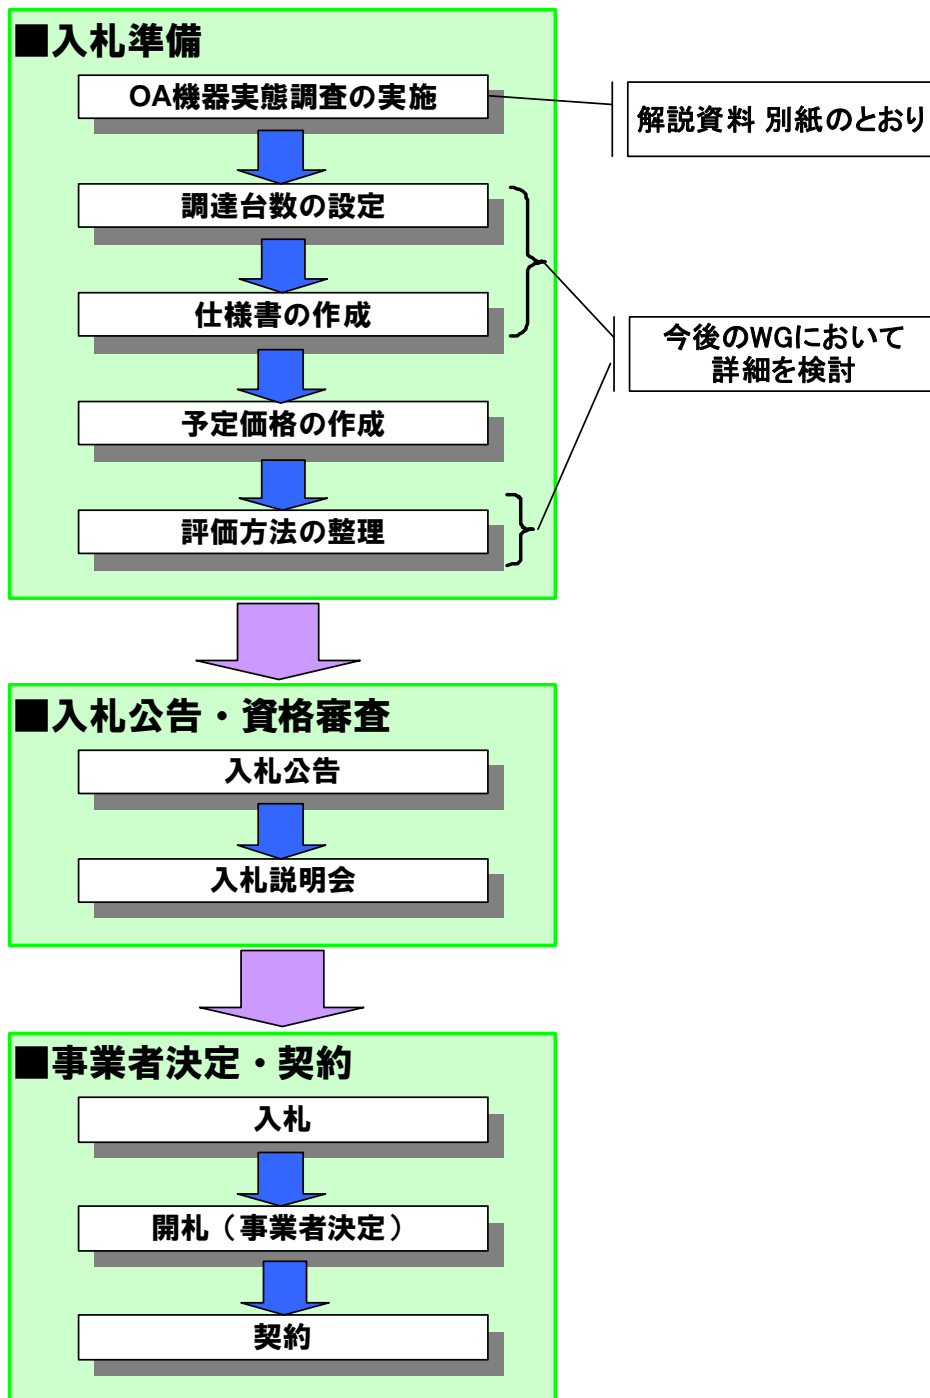 ■入札準備
OA機器実態調査の実施
解説資料 別紙のとおり
調達台数の設定
仕様書の作成
今後のWGにおいて
詳細を検討
予定価格の作成
評価方法の整理
■入札公告・資格審査
入札公告
入札説明会
■事業者決定・契約
入札
開札（事業者決定）
契約